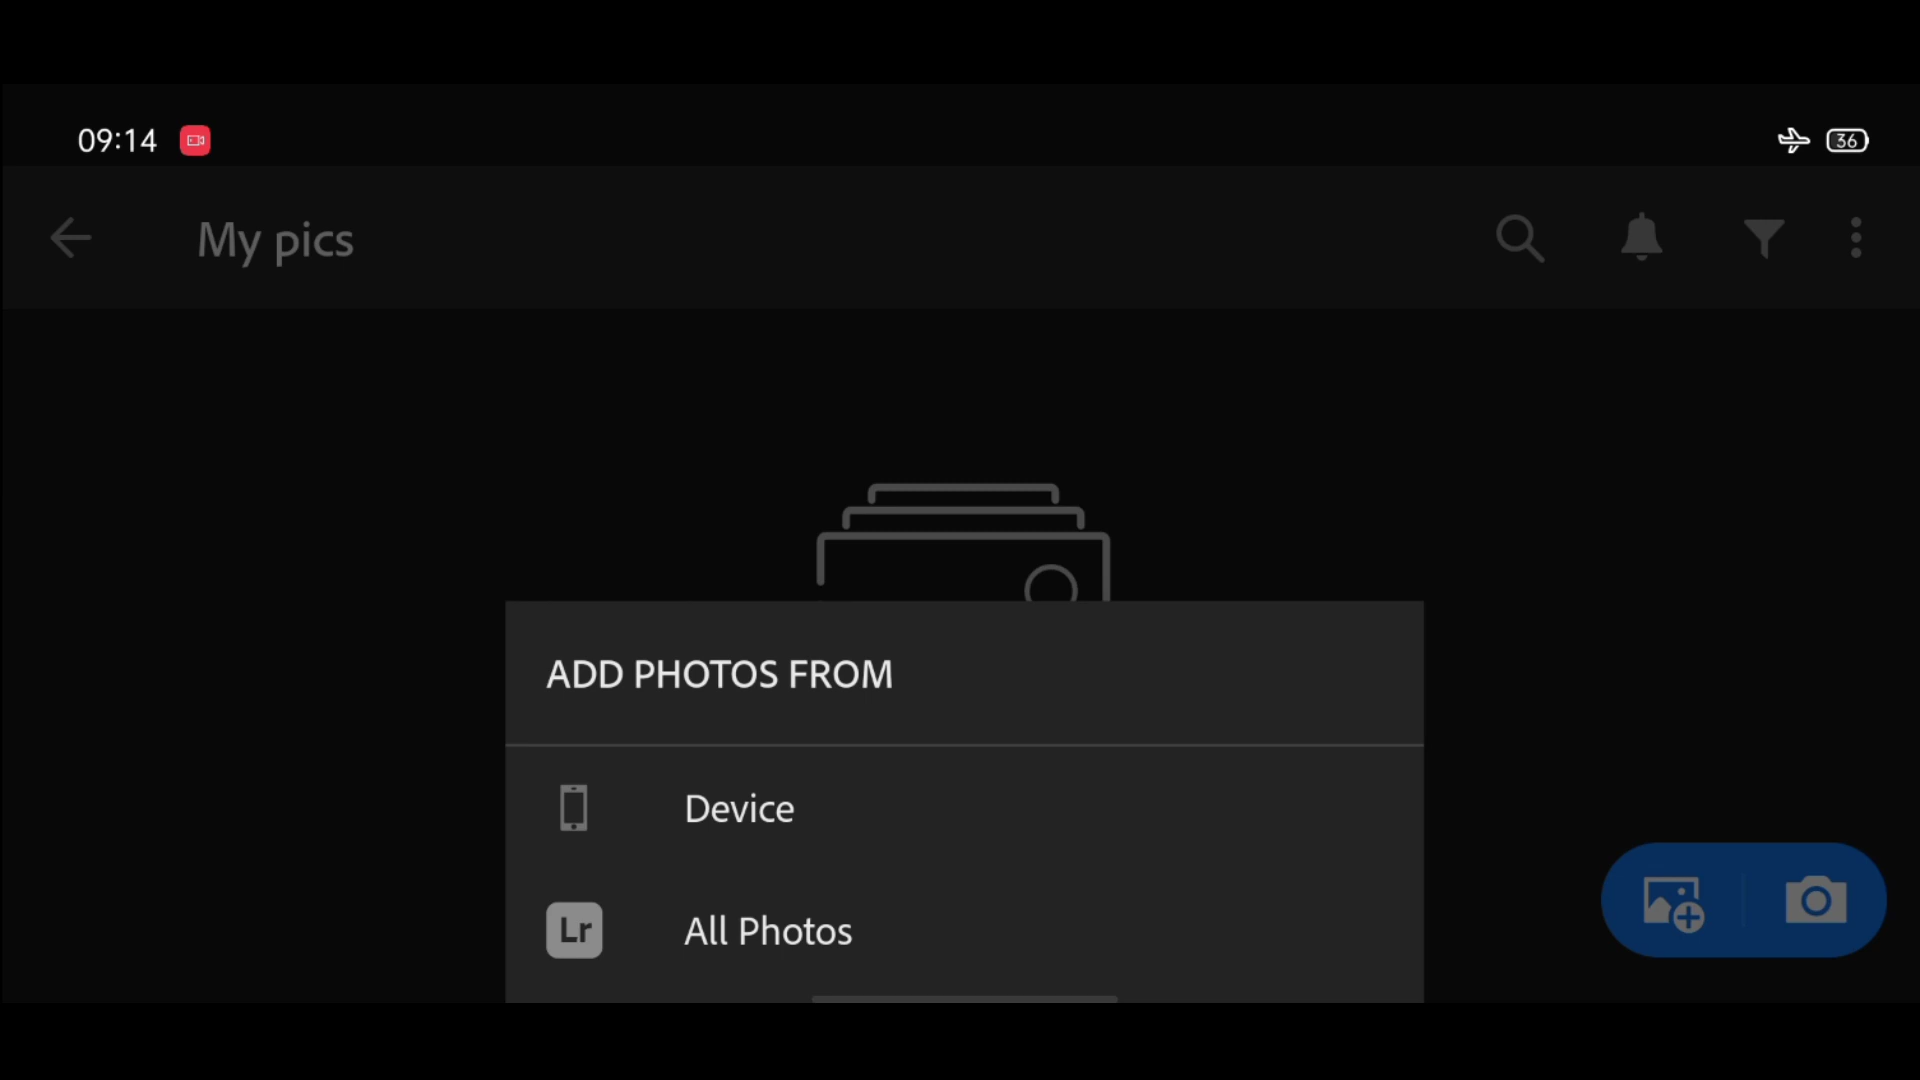 09:14
36
My pics
ADD PHOTOS FROM
Device
Lr
All Photos